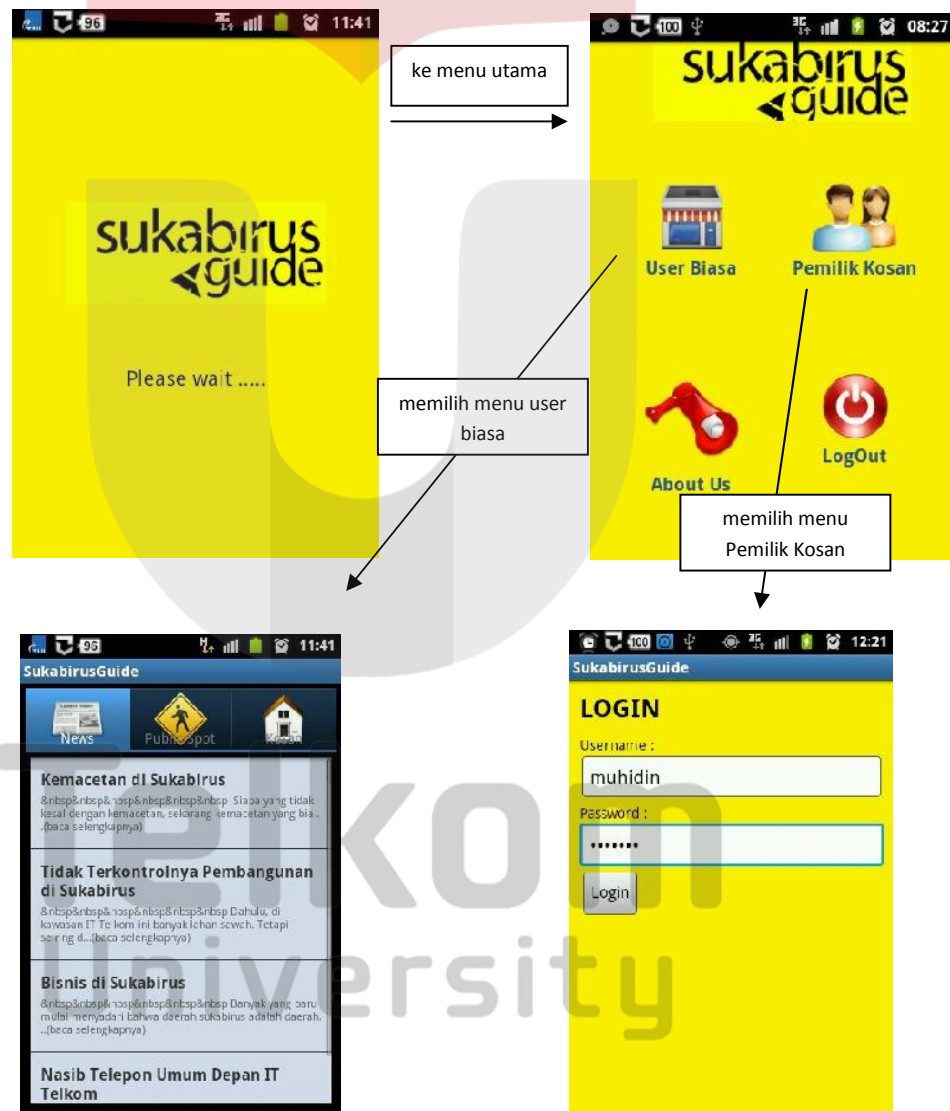 96
11:41
sukabirus
guide
Please wait .....
ke menu utama
100
08:27
sukabirus
guide
User Biasa
Pemilik Kosan
About Us
LogOut
memilih menu user
biasa
memilih menu
Pemilik Kosan
96
11:41
SukabirusGuide
News
Public Spot
Kosan
Kemacetan di Sukabirus
&nbsp&nbsp&nbsp&nbsp&nbsp&nbsp Siapa yang tidak
kesal dengan kemacetan, sekarang kemacetan yang bia.
..(baca selengkapnya)
Tidak Terkontrolnya Pembangunan
di Sukabirus
&nbsp&nbsp&nbsp&nbsp&nbsp&nbsp Dahulu, di
kawasan IT Telkom ini banyak lahan sawah. Tetapi
seiring d...(baca selengkapnya)
Bisnis di Sukabirus
&nbsp&nbsp&nbsp&nbsp&nbsp&nbsp Banyak yang baru
mulai menyadari bahwa daerah sukabirus adalah daerah.
..(baca selengkapnya)
Nasib Telepon Umum Depan IT
Telkom
100
12:21
SukabirusGuide
LOGIN
Username :
muhidin
Password :
•••••••
Login
Telkom
University